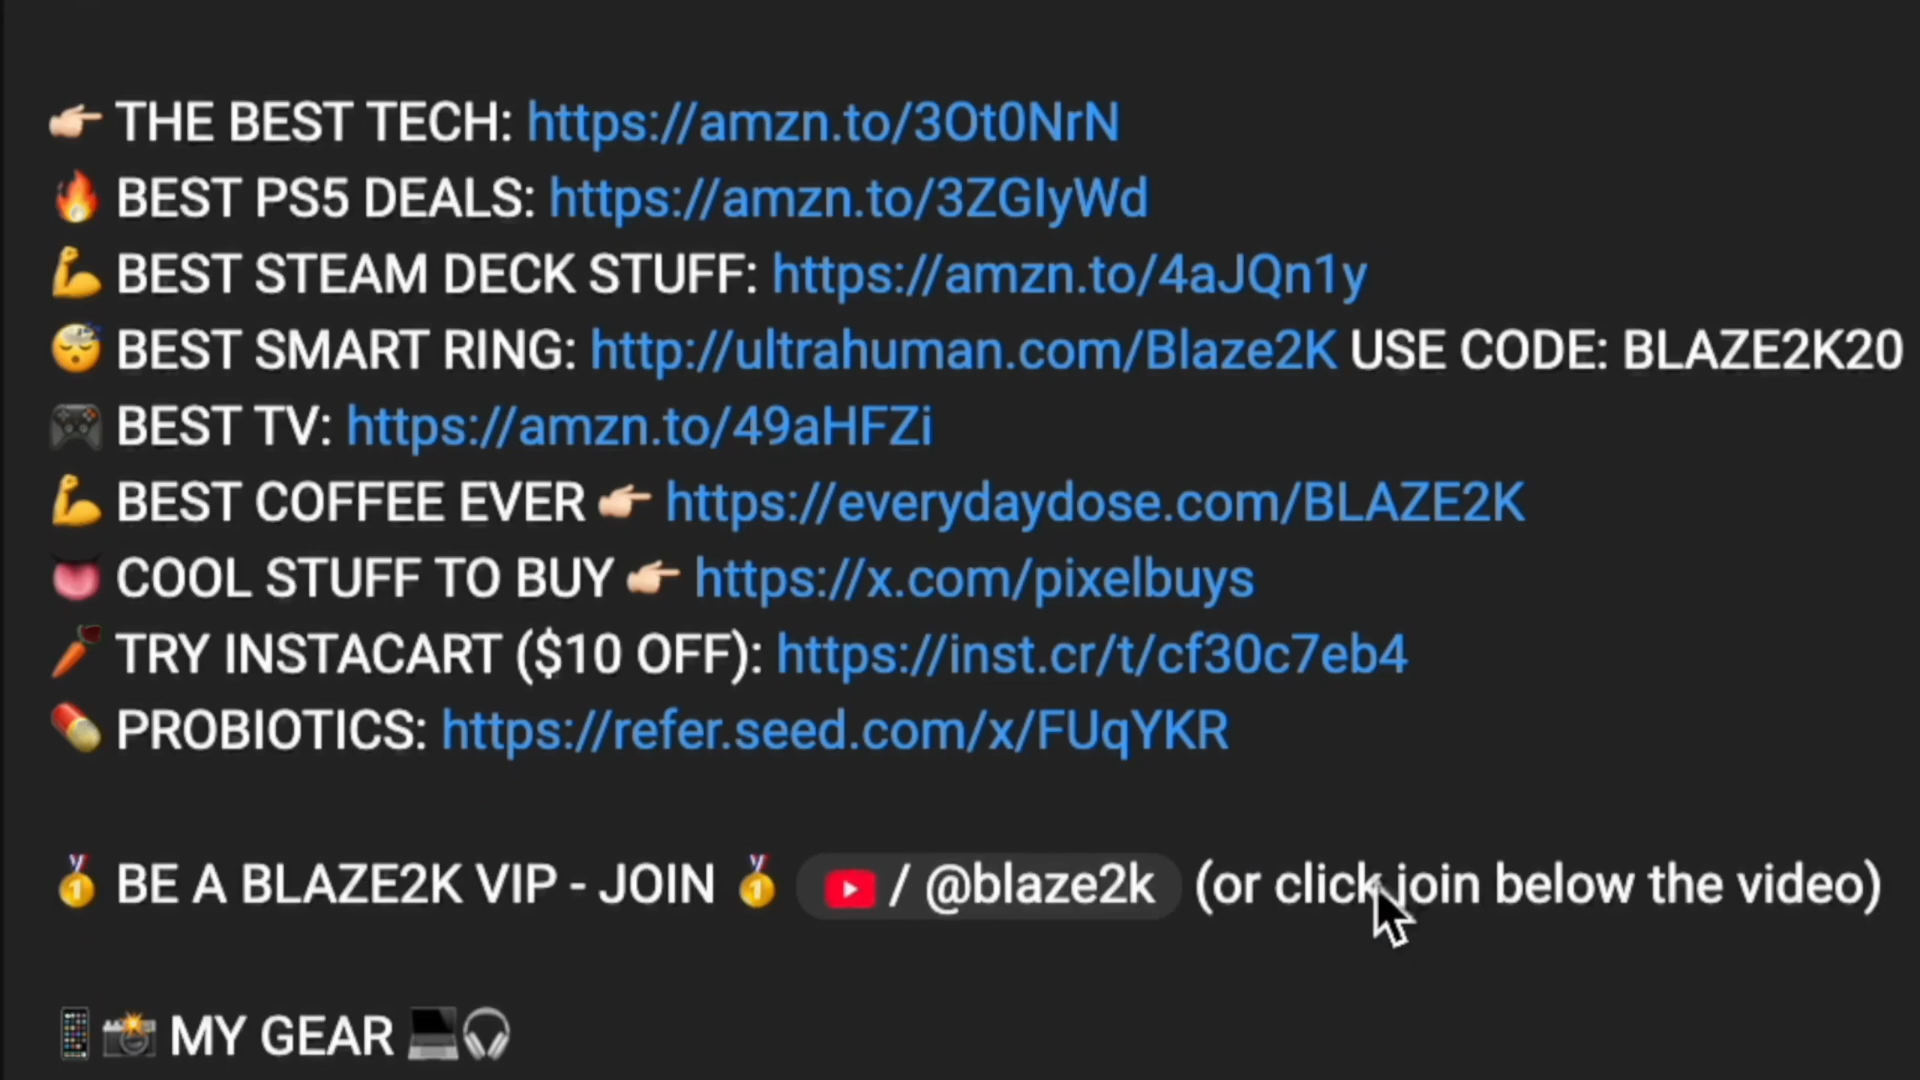 👉🏻 THE BEST TECH: https://amzn.to/3Ot0NrN
🔥 BEST PS5 DEALS: https://amzn.to/3ZGIyWd
💪 BEST STEAM DECK STUFF: https://amzn.to/4aJQn1y
😴 BEST SMART RING: http://ultrahuman.com/Blaze2K USE CODE: BLAZE2K20
🎮 BEST TV: https://amzn.to/49aHFZi
💪 BEST COFFEE EVER 👉🏻 https://everydaydose.com/BLAZE2K
👅 COOL STUFF TO BUY 👉🏻 https://x.com/pixelbuys
🥕 TRY INSTACART ($10 OFF): https://inst.cr/t/cf30c7eb4
💊 PROBIOTICS: https://refer.seed.com/x/FUqYKR
🥇 BE A BLAZE2K VIP - JOIN 🥇 / @blaze2k (or click join below the video)
📱📸 MY GEAR 💻🎧